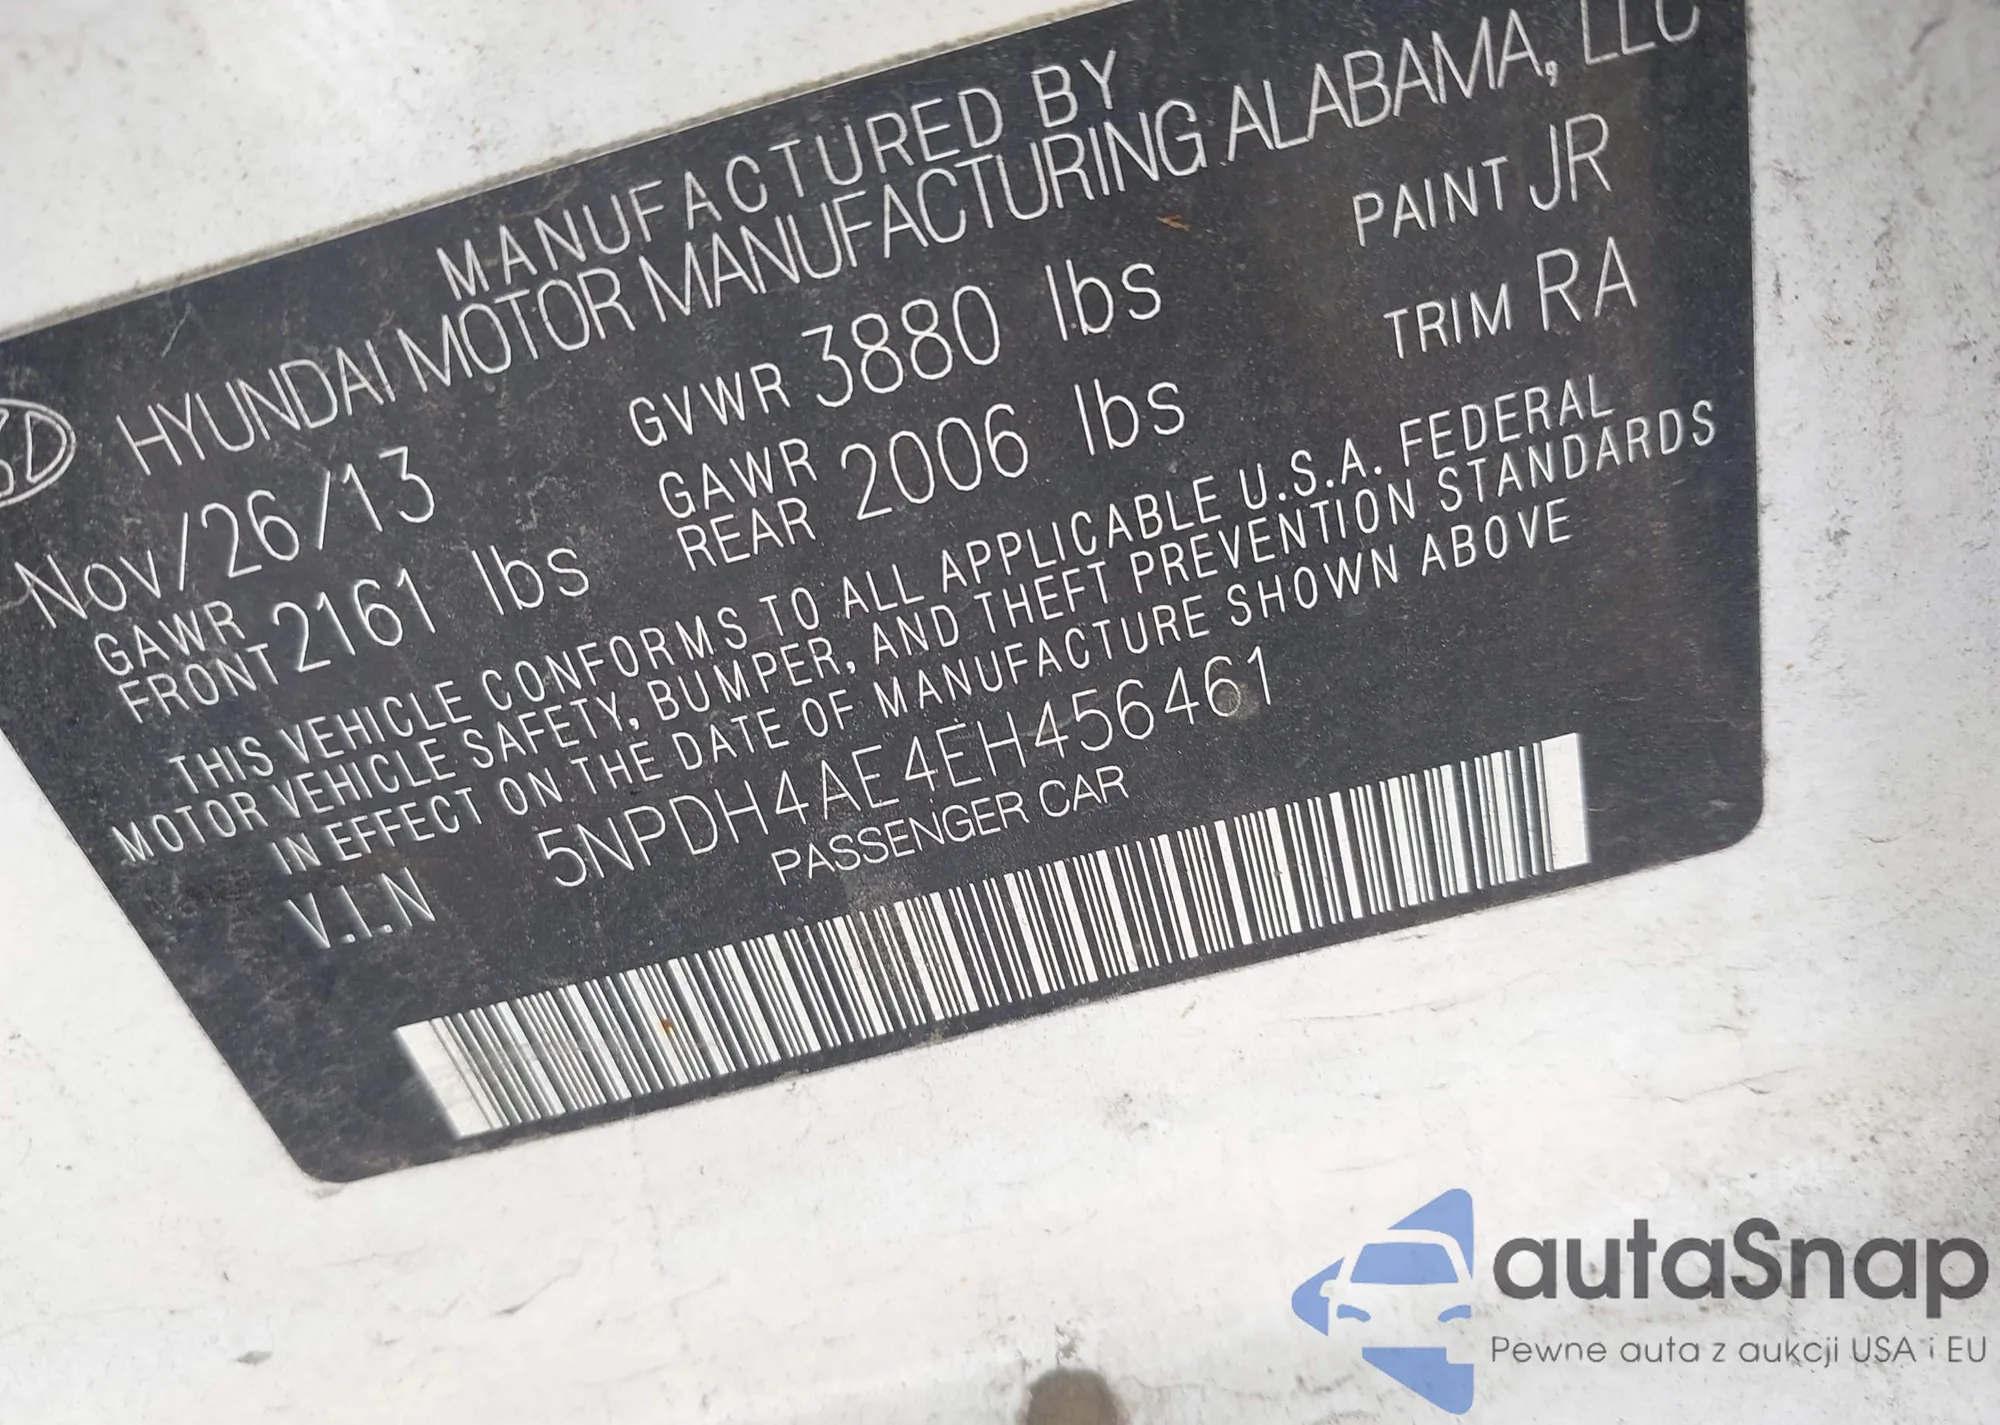 MANUFACTURED BY
HYUNDAI MOTOR MANUFACTURING ALABAMA, LLC
Nov/26/13 GVWR 3880 lbs PAINT JR
GAWR FRONT 2161 lbs GAWR REAR 2006 lbs TRIM RA
THIS VEHICLE CONFORMS TO ALL APPLICABLE U.S.A. FEDERAL
MOTOR VEHICLE SAFETY, BUMPER, AND THEFT PREVENTION STANDARDS
IN EFFECT ON THE DATE OF MANUFACTURE SHOWN ABOVE
V.I.N 5NPDH4AE4EH456461
PASSENGER CAR
autaSnap
Pewne auta z aukcji USA i EU